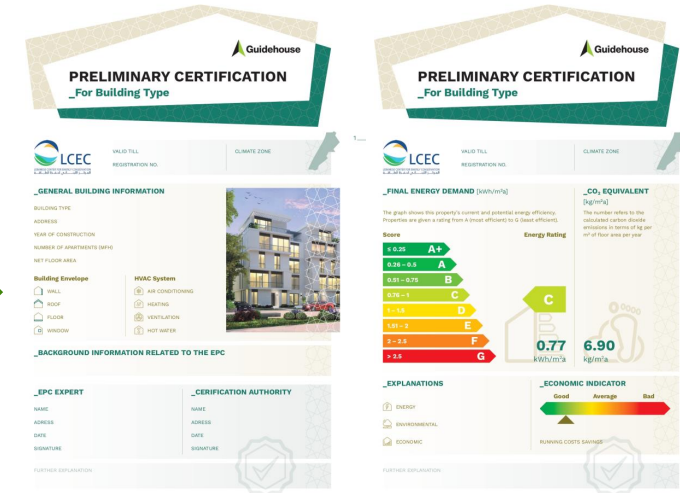 Guidehouse
PRELIMINARY CERTIFICATION
_For Building Type
LCEC
VALID TILL
REGISTRATION NO.
CLIMATE ZONE
_GENERAL BUILDING INFORMATION
BUILDING TYPE
ADDRESS
YEAR OF CONSTRUCTION
NUMBER OF APARTMENTS (MFH)
NET FLOOR AREA
Building Envelope
WALL
ROOF
FLOOR
WINDOW
HVAC System
AIR CONDITIONING
HEATING
VENTILATION
HOT WATER
_BACKGROUND INFORMATION RELATED TO THE EPC
_EPC EXPERT
NAME
ADRESS
DATE
SIGNATURE
_CERIFICATION AUTHORITY
NAME
ADRESS
DATE
SIGNATURE
FURTHER EXPLANATION:
Guidehouse
PRELIMINARY CERTIFICATION
_For Building Type
1
LCEC
VALID TILL
REGISTRATION NO.
CLIMATE ZONE
_FINAL ENERGY DEMAND [kWh/m²a]
The graph shows this property's current and potential energy efficiency.
Properties are given a rating from A (most efficient) to G (least efficient).
Score
Energy Rating
≤ 0.25 A+
0.26 – 0.5 A
0.51 – 0.75 B
0.76 – 1 C
1 – 1.5 D
1.51 – 2 E
2 – 2.5 F
> 2.5 G
C
0.77
kWh/m²a
_CO₂ EQUIVALENT
[kg/m²a]
The number refers to the
calculated carbon dioxide
emissions in terms of kg per
m² of floor area per year
6.90
kg/m²a
_EXPLANATIONS
ENERGY
ENVIRONMENTAL
ECONOMIC
_ECONOMIC INDICATOR
Good Average Bad
RUNNING COSTS SAVINGS
FURTHER EXPLANATION: